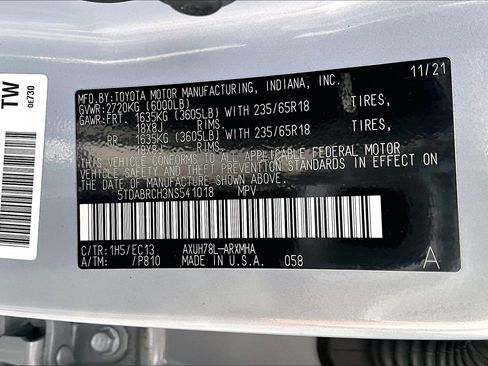 TW
0E730
MFD. BY:TOYOTA MOTOR MANUFACTURING, INDIANA, INC. 11/21
GVWR:2720KG (6000LB)
GAWR:FRT. 1635KG (3605LB) WITH 235/65R18 TIRES,
18X8J RIMS.
RR. 1635KG (3605LB) WITH 235/65R18 TIRES,
18X8J RIMS.
THIS VEHICLE CONFORMS TO ALL APPLICABLE FEDERAL MOTOR
VEHICLE SAFETY AND THEFT PREVENTION STANDARDS IN EFFECT
ON THE DATE OF MANUFACTURE SHOWN ABOVE.
5TDABRCH3NS541018 MPV
C/TR:1H5/EC13 AXUH78L-ARXMHA
A/TM: /P810 MADE IN U.S.A. 058 A